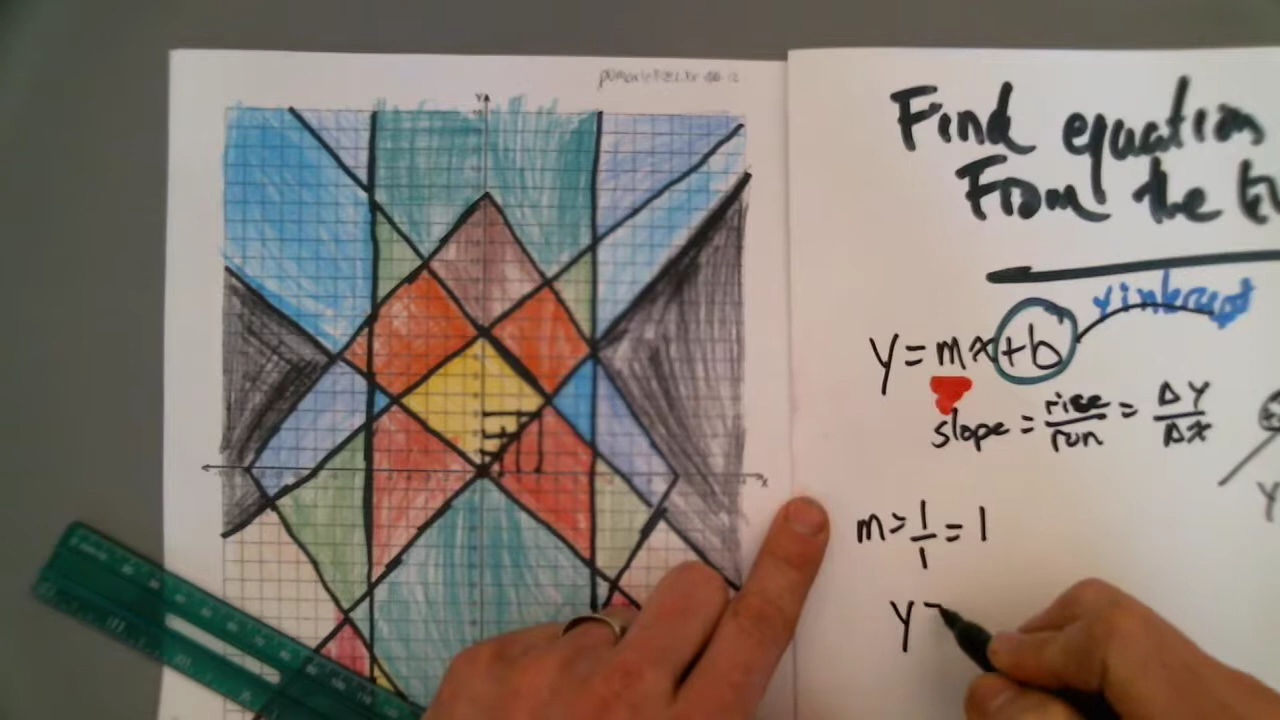 Y
X
Find equation
From the
y intercept
y = mx + b
slope = rise/run = ΔY/Δx
m = 1/1 = 1
y =
Y